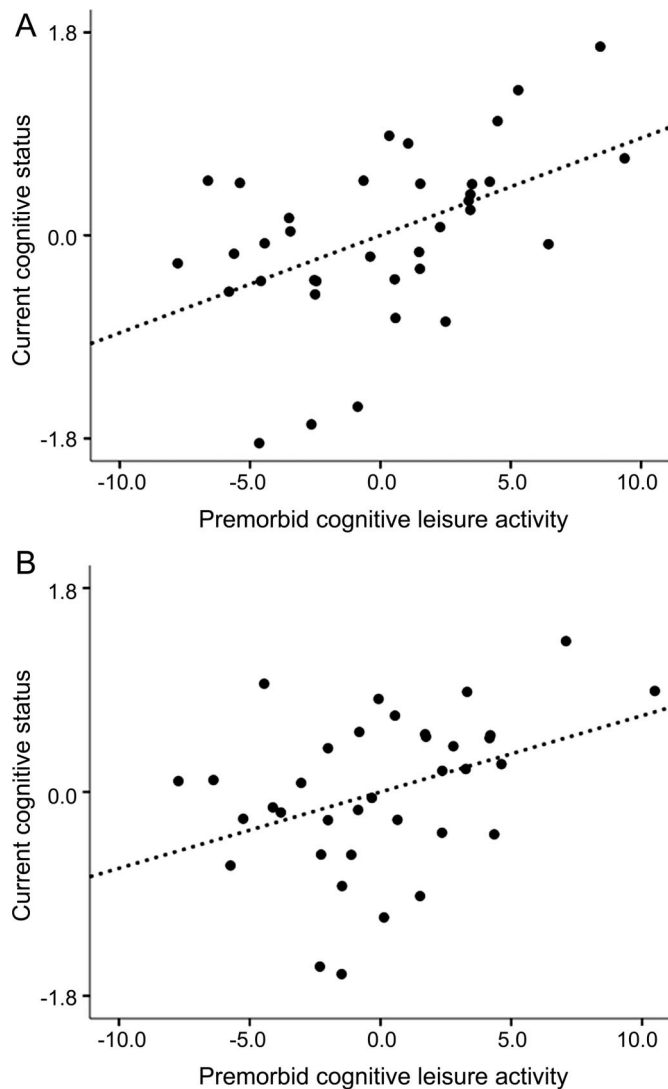 A
1.8
0.0
-1.8
Current cognitive status
-10.0 -5.0 0.0 5.0 10.0
Premorbid cognitive leisure activity
B
1.8
0.0
-1.8
Current cognitive status
-10.0 -5.0 0.0 5.0 10.0
Premorbid cognitive leisure activity